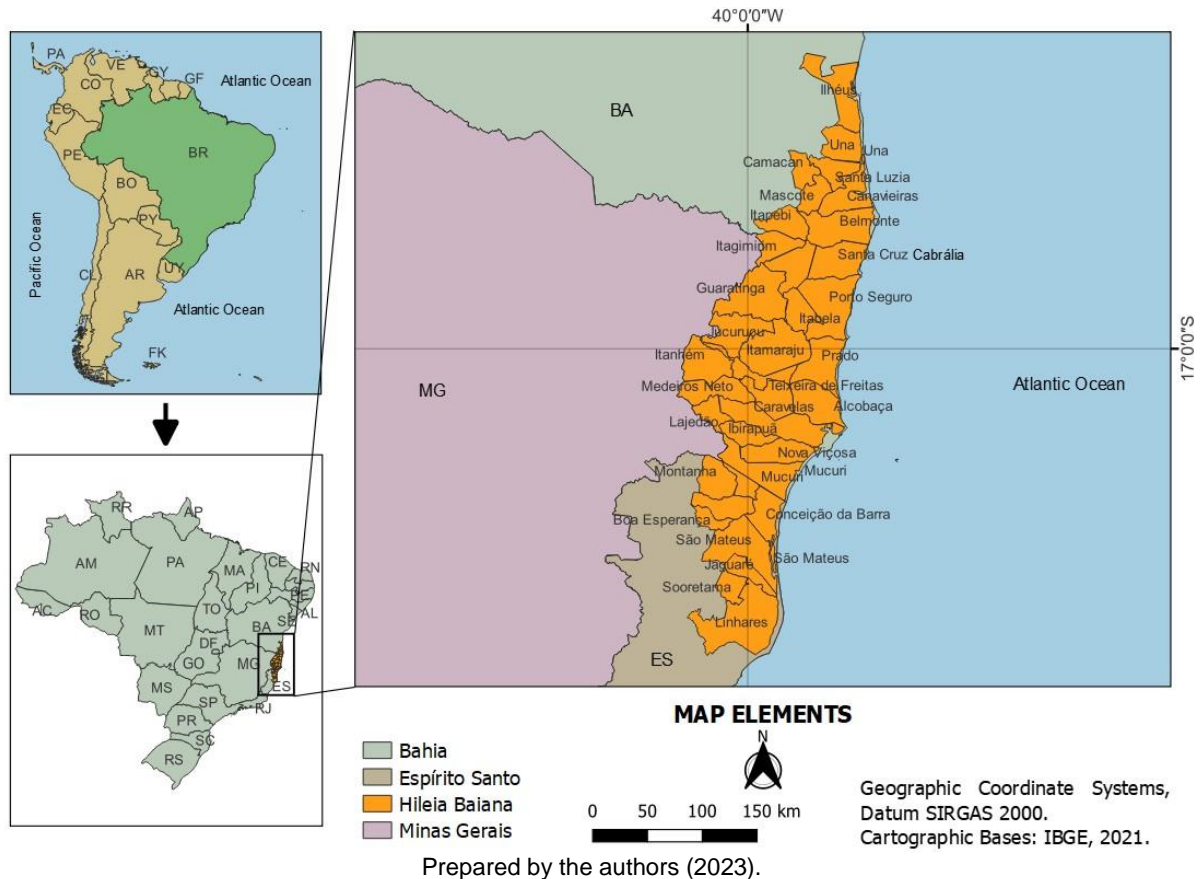 40°0'0"W
PA
VE
GY
GF
Atlantic Ocean
CO
EC
PE
BR
BO
PY
Pacific Ocean
CL
AR
UY
Atlantic Ocean
FK
BA
Ilhéus
Una
Una
Camacan
Santa Luzia
Mascote
Canavieiras
Itapebi
Belmonte
Itagimirim
Santa Cruz Cabrália
Guaratinga
Porto Seguro
Itabela
Jucuruçu
Itanhém
Itamaraju
Prado
17°0'0"S
MG
Medeiros Neto
Teixeira de Freitas
Atlantic Ocean
Caravelas
Alcobaça
Lajedão
Ibirapuã
Nova Viçosa
Montanha
Mucuri
Mucuri
Boa Esperança
Conceição da Barra
São Mateus
São Mateus
Jaguaré
Sooretama
Linhares
ES
RR
AP
AM
PA
MA
CE
RN
PI
PE
AC
RO
TO
AL
SE
MT
BA
DF
GO
MG
MS
ES
SP
RJ
PR
SC
RS
MAP ELEMENTS
Bahia
Espírito Santo
Hileia Baiana
Minas Gerais
N
0 50 100 150 km
Geographic Coordinate Systems,
Datum SIRGAS 2000.
Cartographic Bases: IBGE, 2021.
Prepared by the authors (2023).